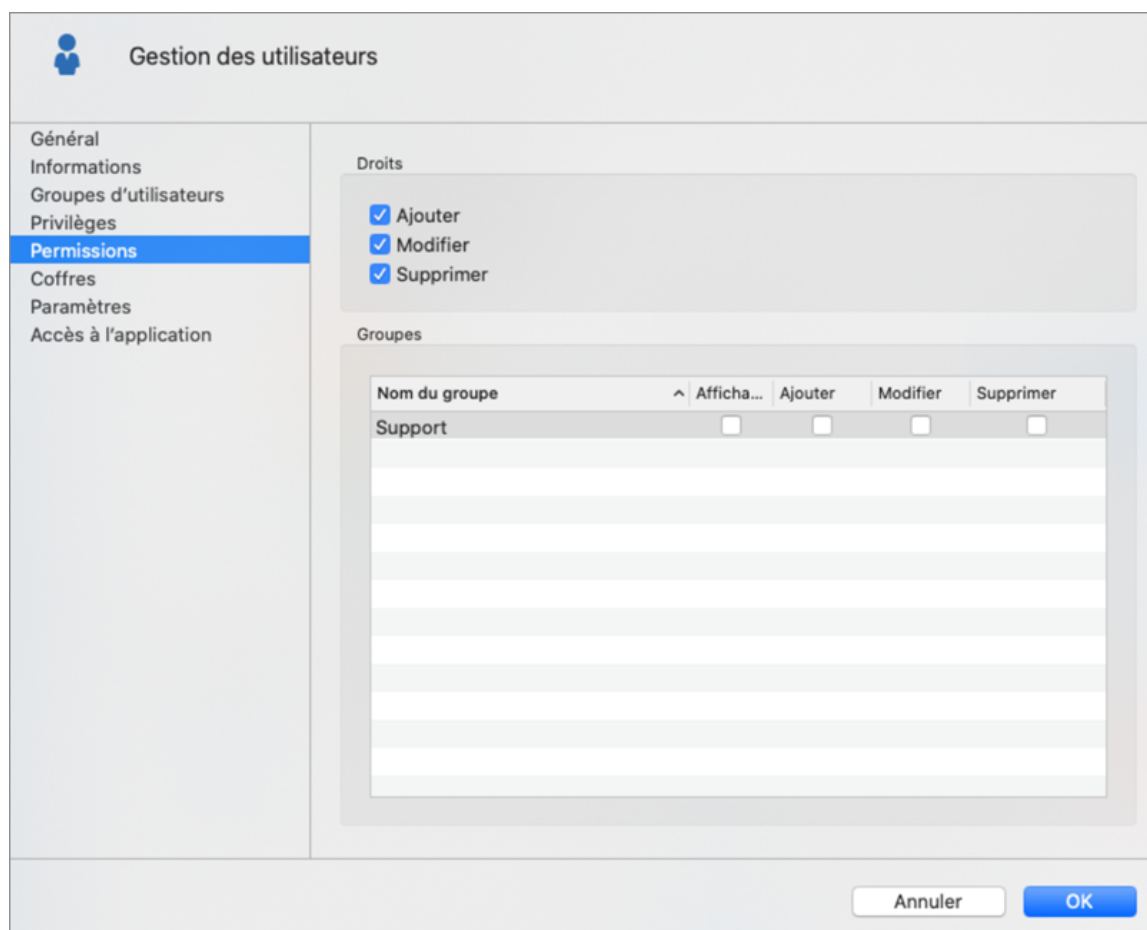 Gestion des utilisateurs
Général
Informations
Groupes d'utilisateurs
Privilèges
Permissions
Coffres
Paramètres
Accès à l'application
Droits
Ajouter
Modifier
Supprimer
Groupes
Nom du groupe Afficha... Ajouter Modifier Supprimer
Support
Annuler OK